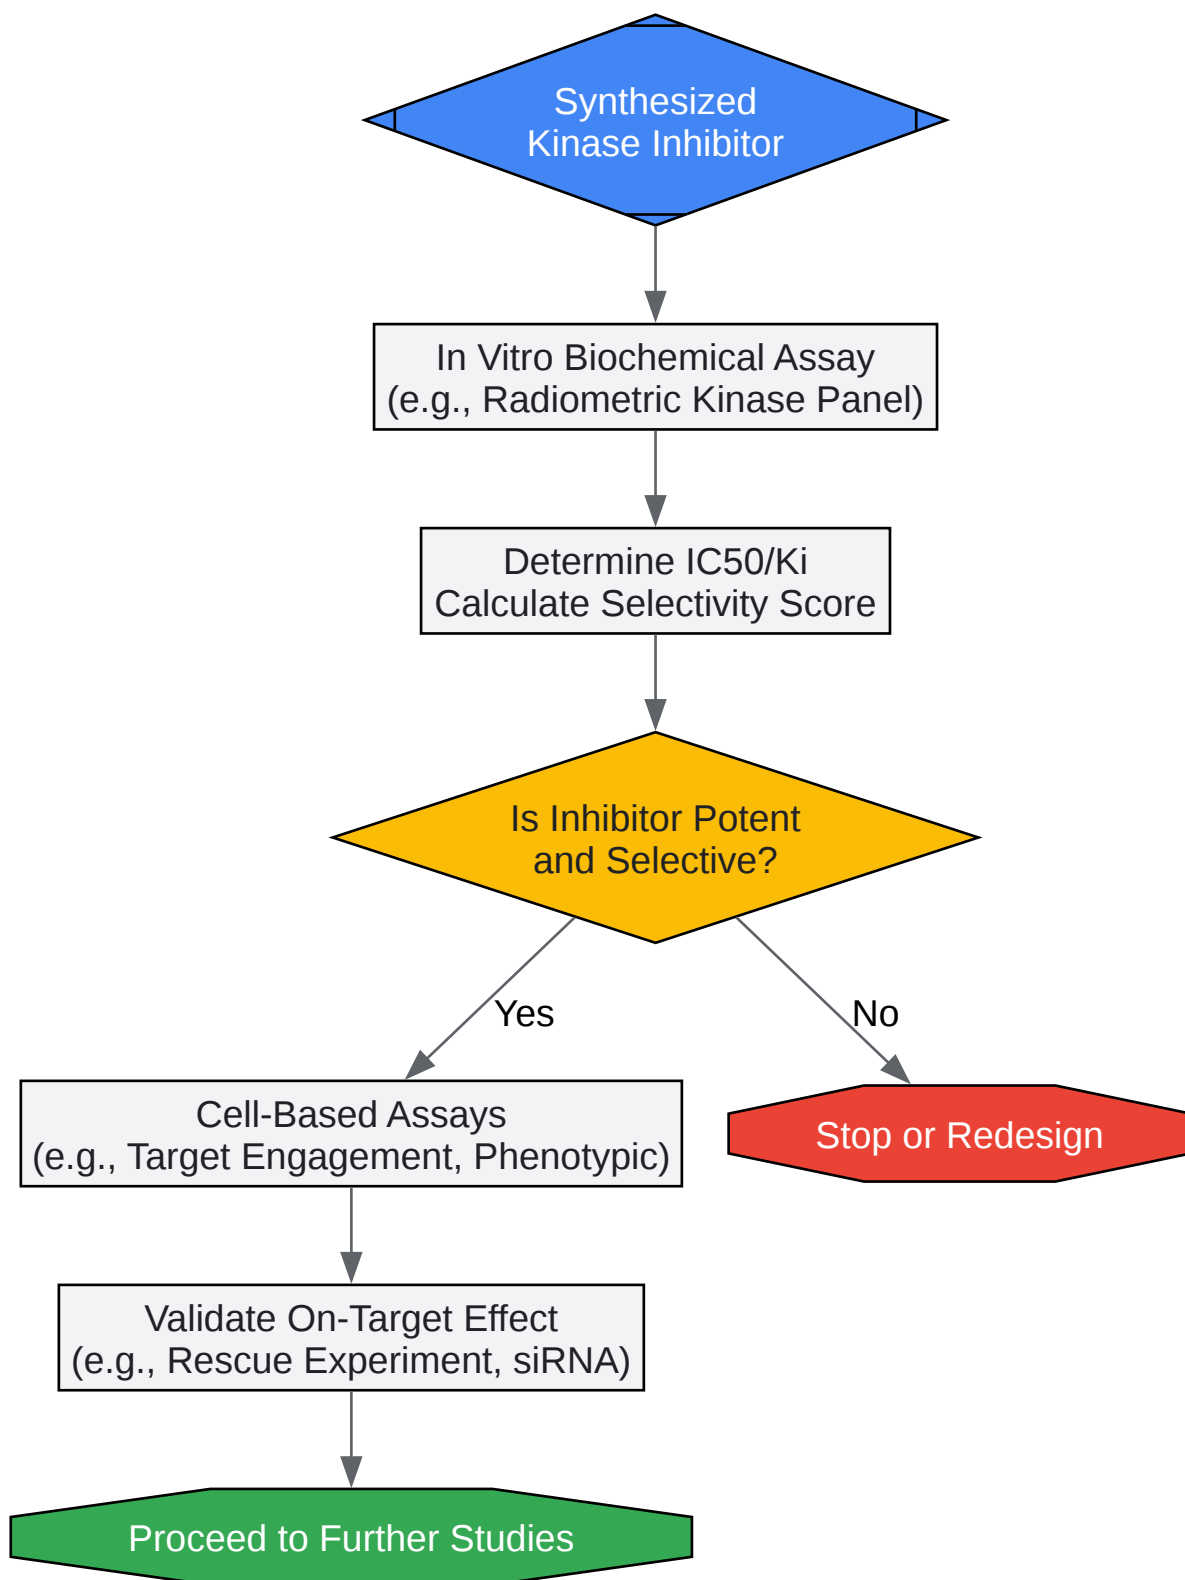 Synthesized
Kinase Inhibitor
In Vitro Biochemical Assay
(e.g., Radiometric Kinase Panel)
Determine IC50/Ki
Calculate Selectivity Score
Is Inhibitor Potent
and Selective?
Yes
No
Cell-Based Assays
(e.g., Target Engagement, Phenotypic)
Stop or Redesign
Validate On-Target Effect
(e.g., Rescue Experiment, siRNA)
Proceed to Further Studies